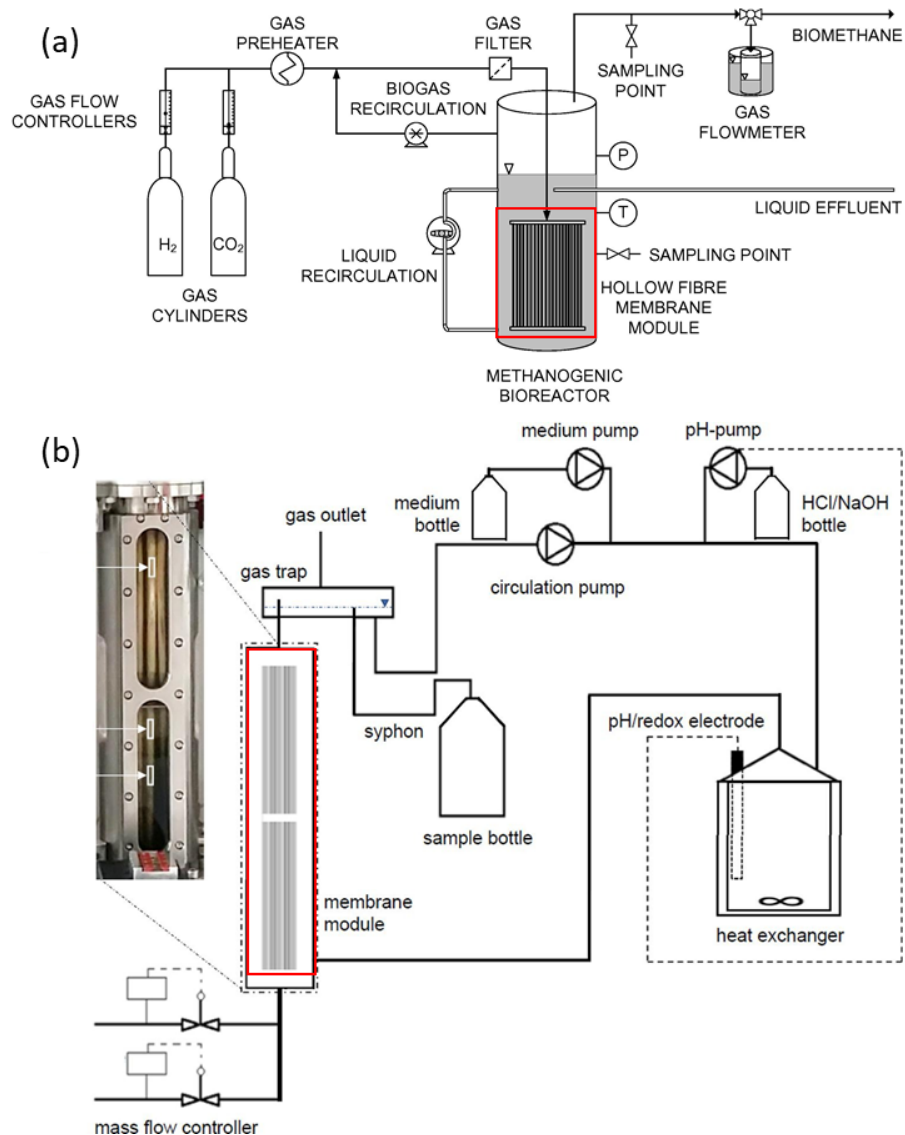 (a)
GAS
PREHEATER
GAS
FILTER
BIOMETHANE
SAMPLING
POINT
GAS
FLOWMETER
GAS FLOW
CONTROLLERS
BIOGAS
RECIRCULATION
P
LIQUID EFFLUENT
T
H2
CO2
LIQUID
RECIRCULATION
SAMPLING POINT
HOLLOW FIBRE
MEMBRANE
MODULE
GAS
CYLINDERS
METHANOGENIC
BIOREACTOR
(b)
medium pump
pH-pump
medium
bottle
HCl/NaOH
bottle
gas outlet
gas trap
circulation pump
syphon
pH/redox electrode
sample bottle
membrane
module
heat exchanger
mass flow controller